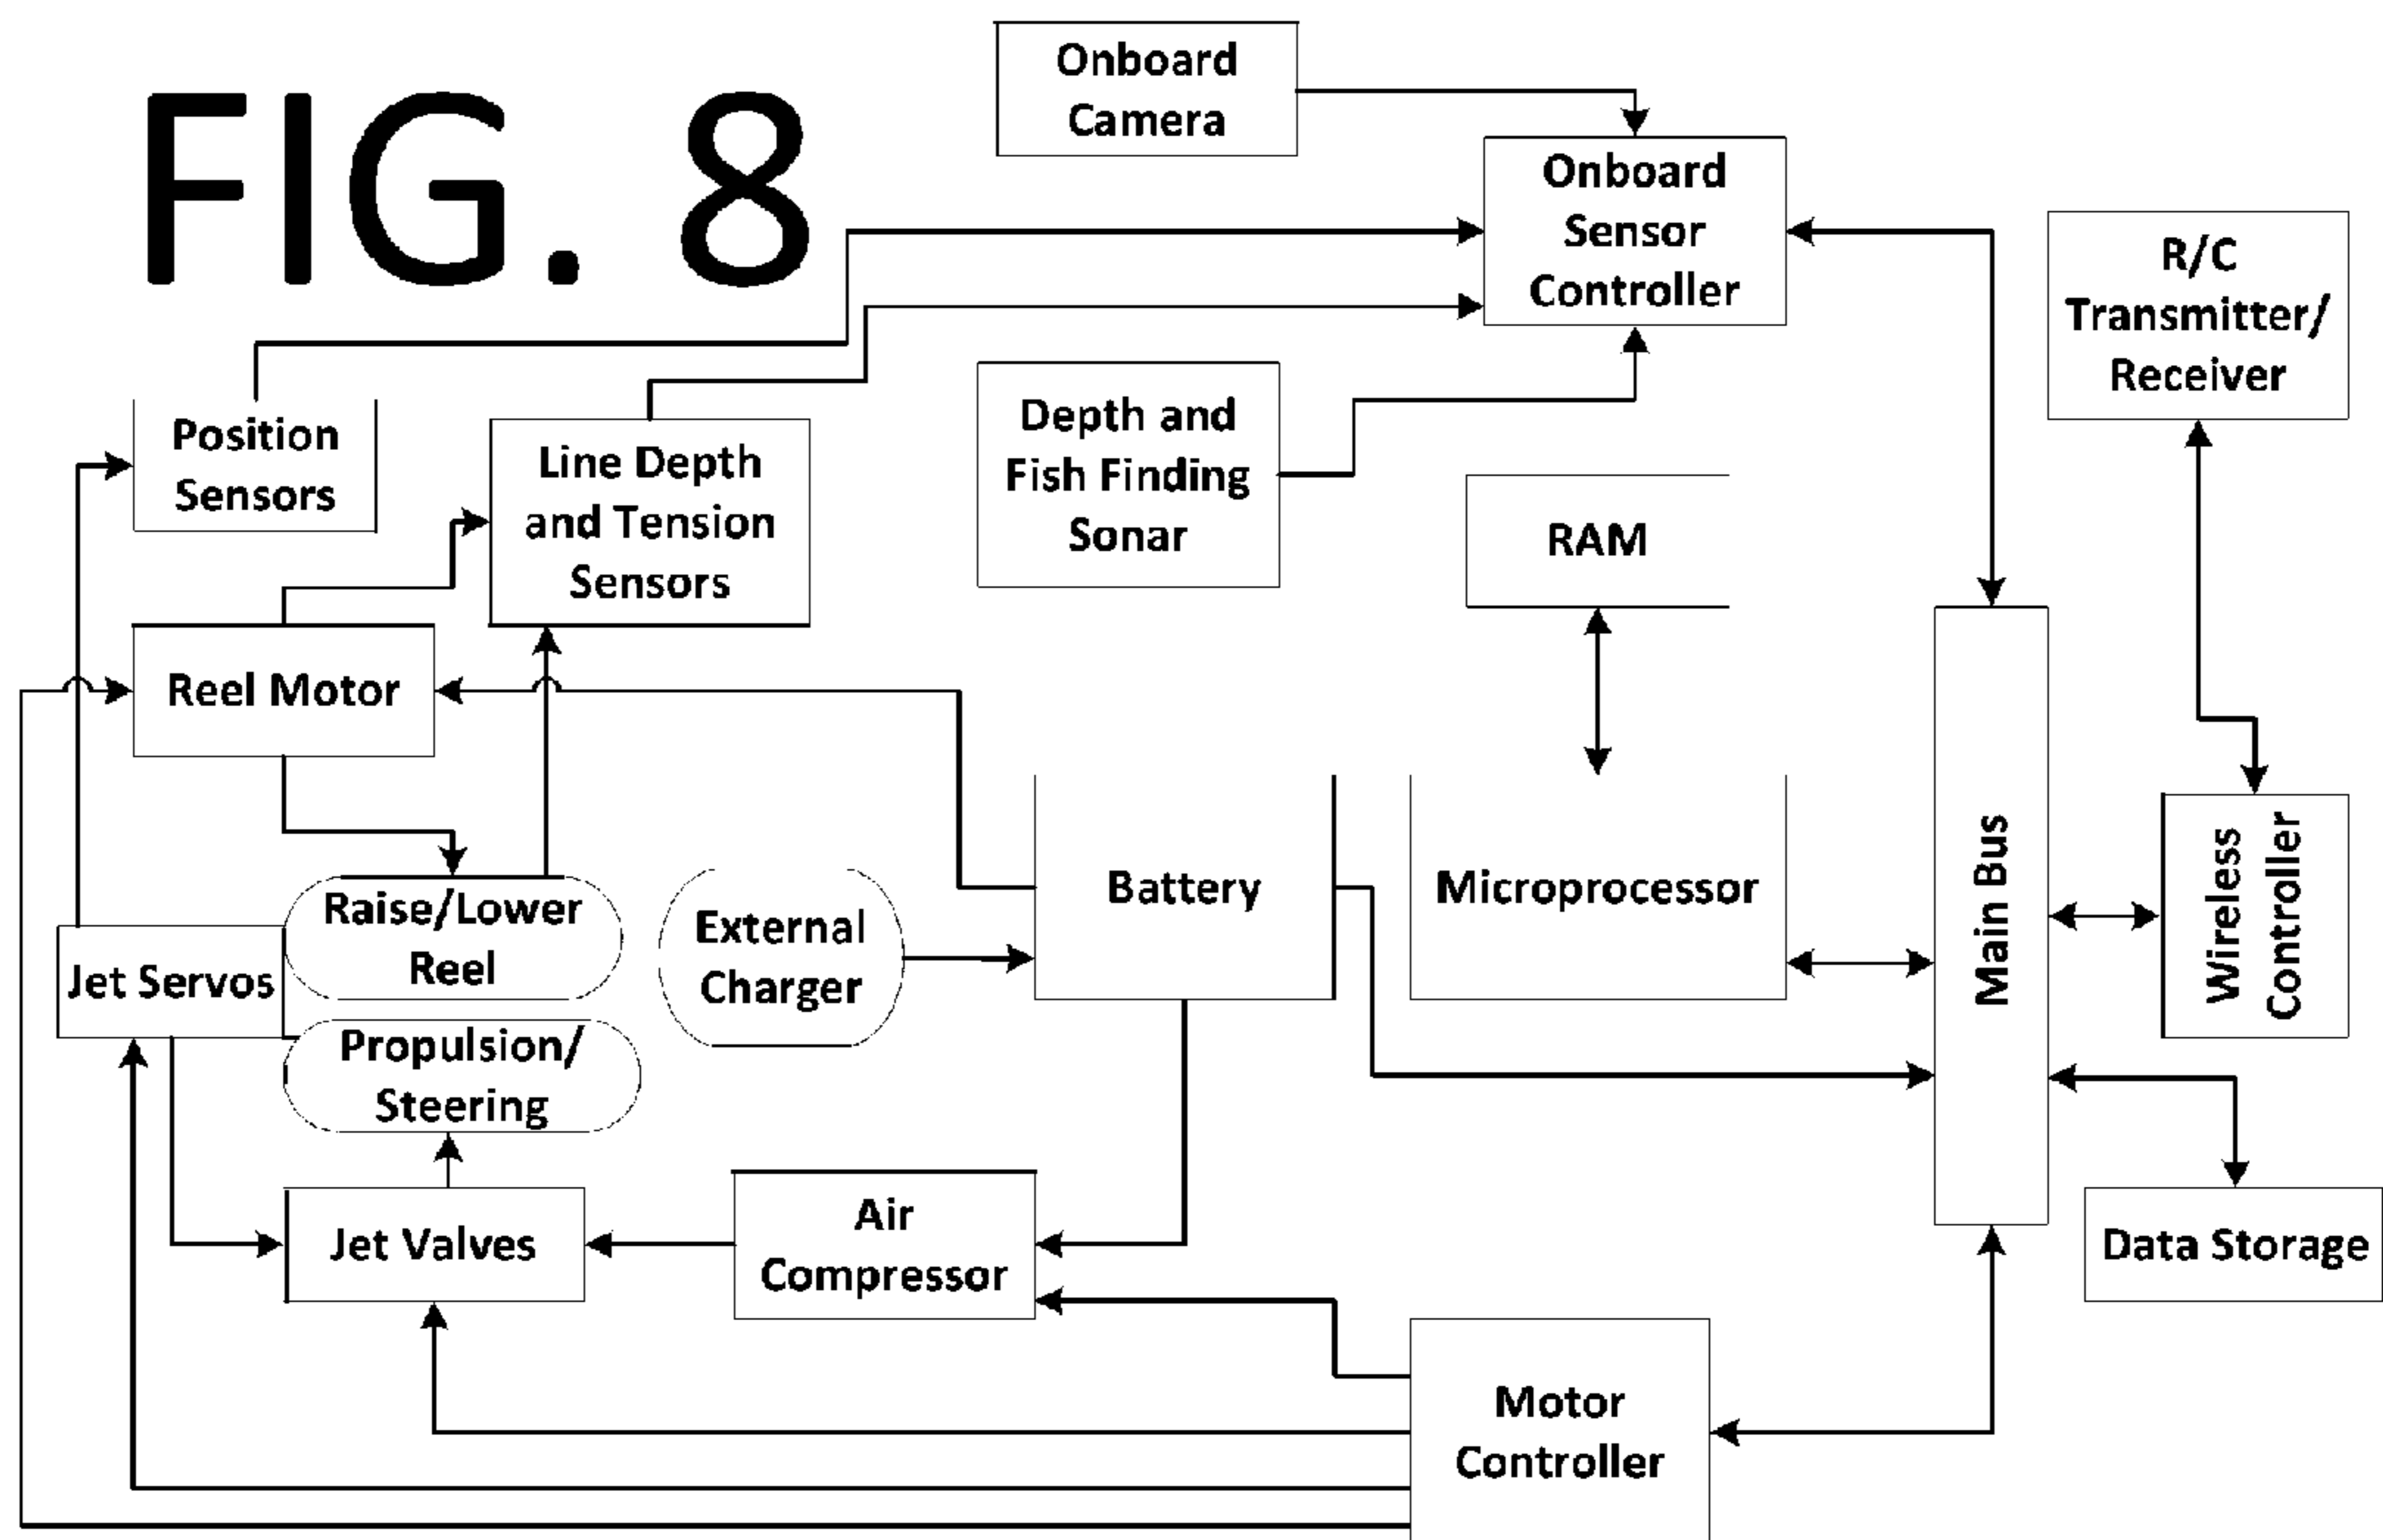 FIG. 8
Onboard
Camera
Onboard
Sensor
Controller
R/C
Transmitter/
Receiver
Position
Sensors
Line Depth
and Tension
Sensors
Depth and
Fish Finding
Sonar
RAM
Reel Motor
Raise/Lower
Reel
External
Charger
Battery
Microprocessor
Main Bus
Wireless
Controller
Jet Servos
Propulsion/
Steering
Jet Valves
Air
Compressor
Data Storage
Motor
Controller